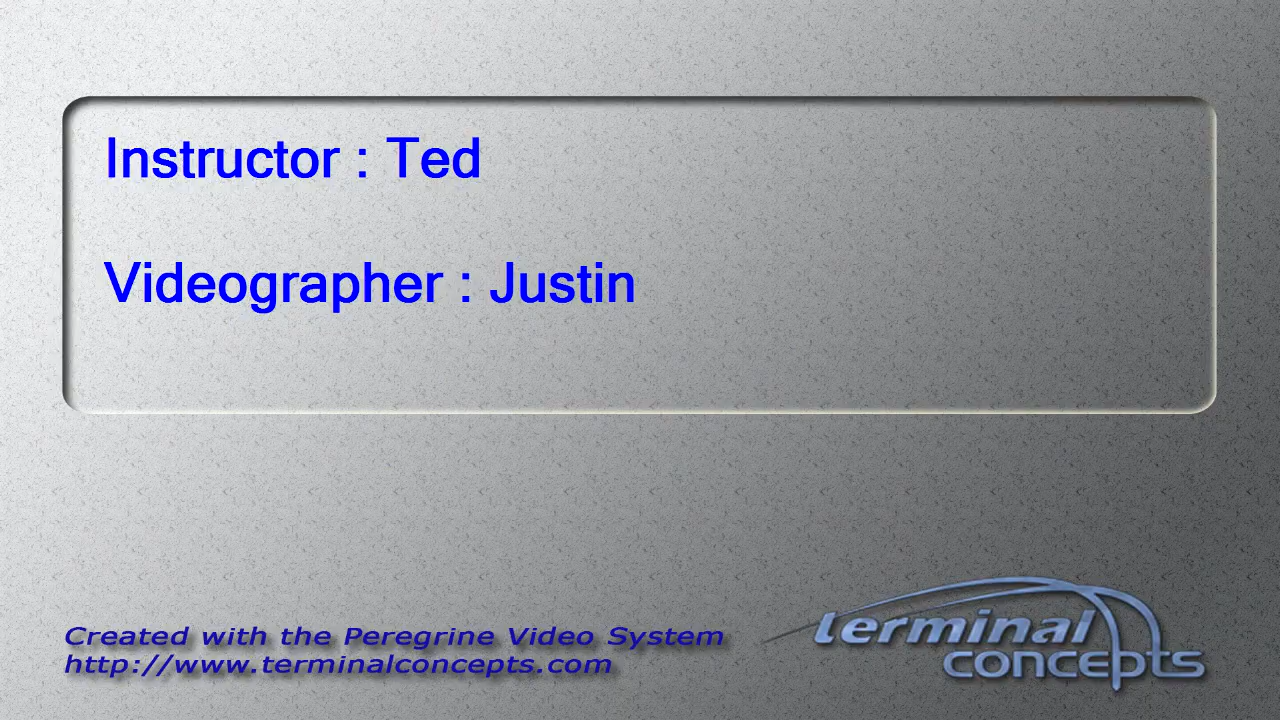 Instructor : Ted
Videographer : Justin
Created with the Peregrine Video System
http://www.terminalconcepts.com
terminal
concepts